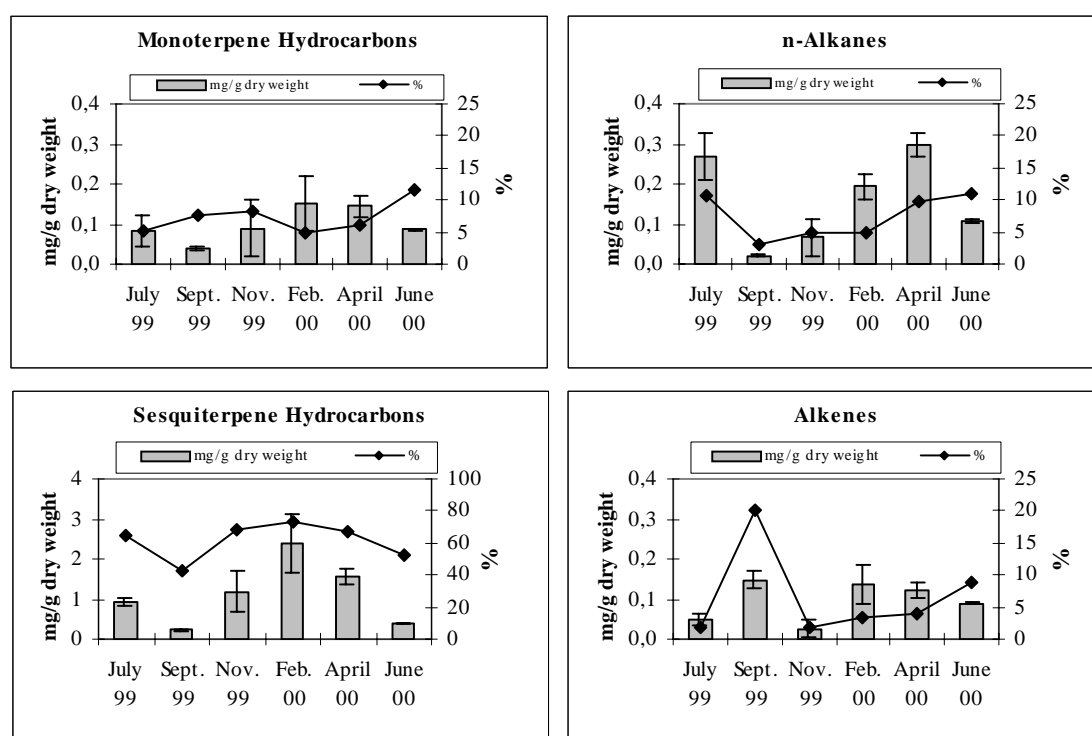 Monoterpene Hydrocarbons
mg/g dry weight %
0,4 25
0,3 20
0,2 15
0,1 10
0,0 5
0
mg/g dry weight
%
July Sept. Nov. Feb. April June
99 99 99 00 00 00
n-Alkanes
mg/g dry weight %
0,4 25
0,3 20
0,2 15
0,1 10
0,0 5
0
mg/g dry weight
%
July Sept. Nov. Feb. April June
99 99 99 00 00 00
Sesquiterpene Hydrocarbons
mg/g dry weight %
4 100
3 80
2 60
1 40
0 20
0
mg/g dry weight
%
July Sept. Nov. Feb. April June
99 99 99 00 00 00
Alkenes
mg/g dry weight %
0,4 25
0,3 20
0,2 15
0,1 10
0,0 5
0
mg/g dry weight
%
July Sept. Nov. Feb. April June
99 99 99 00 00 00